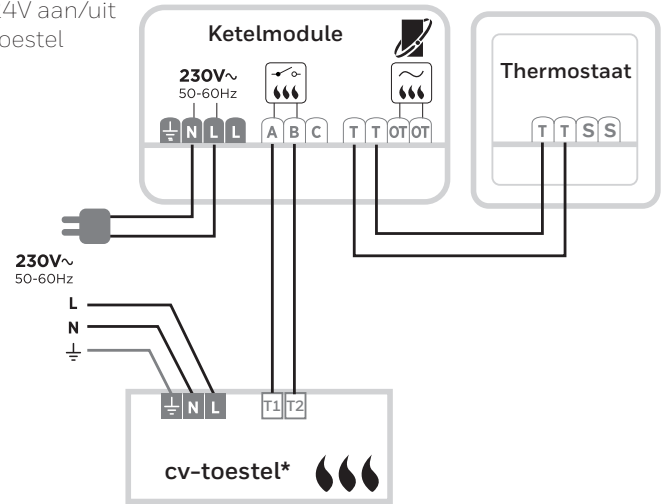 24V aan/uit
toestel
Ketelmodule
230V~
50-60Hz
N L L
A B C
T T OT OT
Thermostaat
T T S S
230V~
50-60Hz
L
N
N L
T1 T2
cv-toestel*